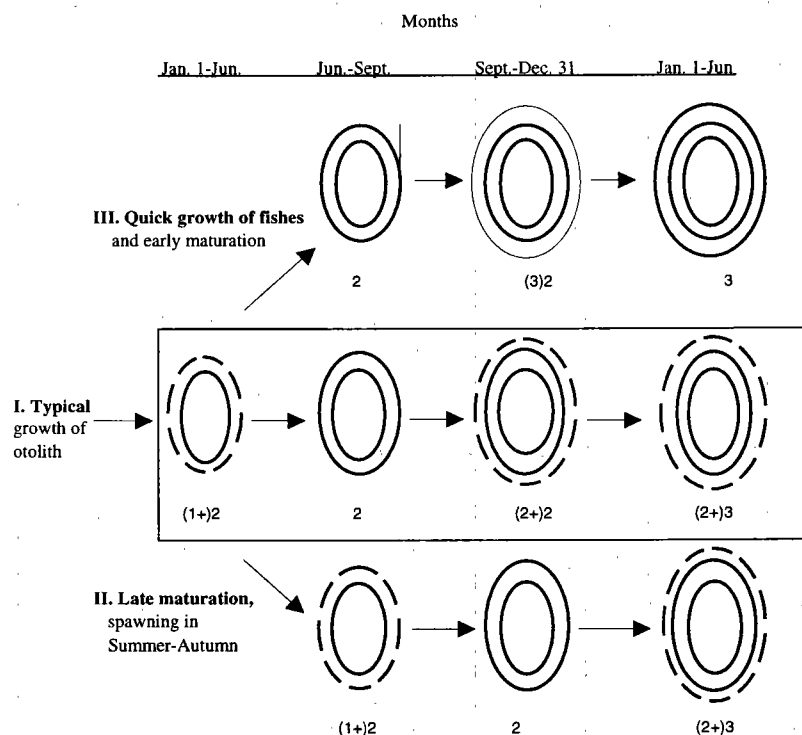 Months
Jan. 1-Jun. Jun.-Sept. Sept.-Dec. 31 Jan. 1-Jun
III. Quick growth of fishes
and early maturation
2 (3)2 3
I. Typical
growth of
otolith
(1+)2 2 (2+)2 (2+)3
II. Late maturation,
spawning in
Summer-Autumn
(1+)2 2 (2+)3